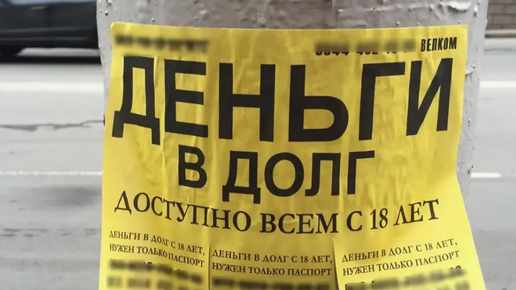 ВЕЛКОМ
ДЕНЬГИ
В ДОЛГ
ДОСТУПНО ВСЕМ С 18 ЛЕТ
ДЕНЬГИ В ДОЛГ С 18 ЛЕТ,
НУЖЕН ТОЛЬКО ПАСПОРТ
ДЕНЬГИ В ДОЛГ С 18 ЛЕТ,
НУЖЕН ТОЛЬКО ПАСПОРТ
ДЕНЬГИ В ДОЛГ С 18 ЛЕТ,
НУЖЕН ТОЛЬКО ПАСПОРТ